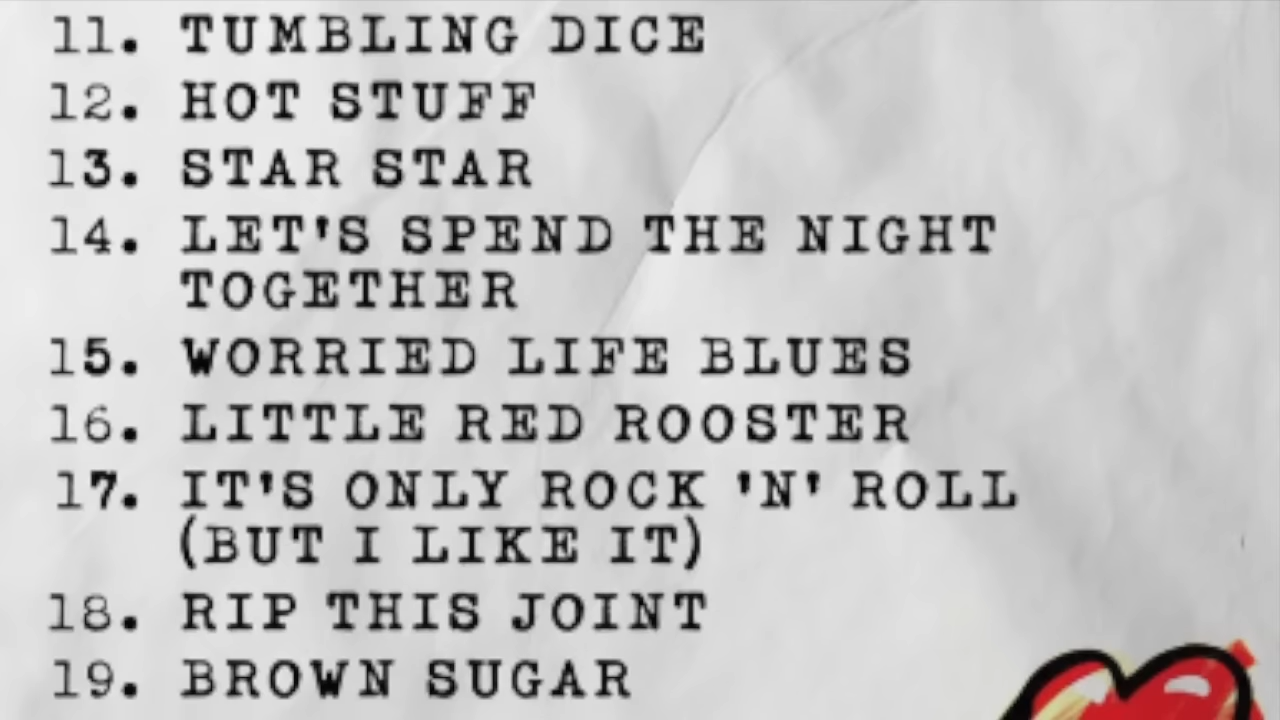 11. TUMBLING DICE
12. HOT STUFF
13. STAR STAR
14. LET'S SPEND THE NIGHT
TOGETHER
15. WORRIED LIFE BLUES
16. LITTLE RED ROOSTER
17. IT'S ONLY ROCK 'N' ROLL
(BUT I LIKE IT)
18. RIP THIS JOINT
19. BROWN SUGAR